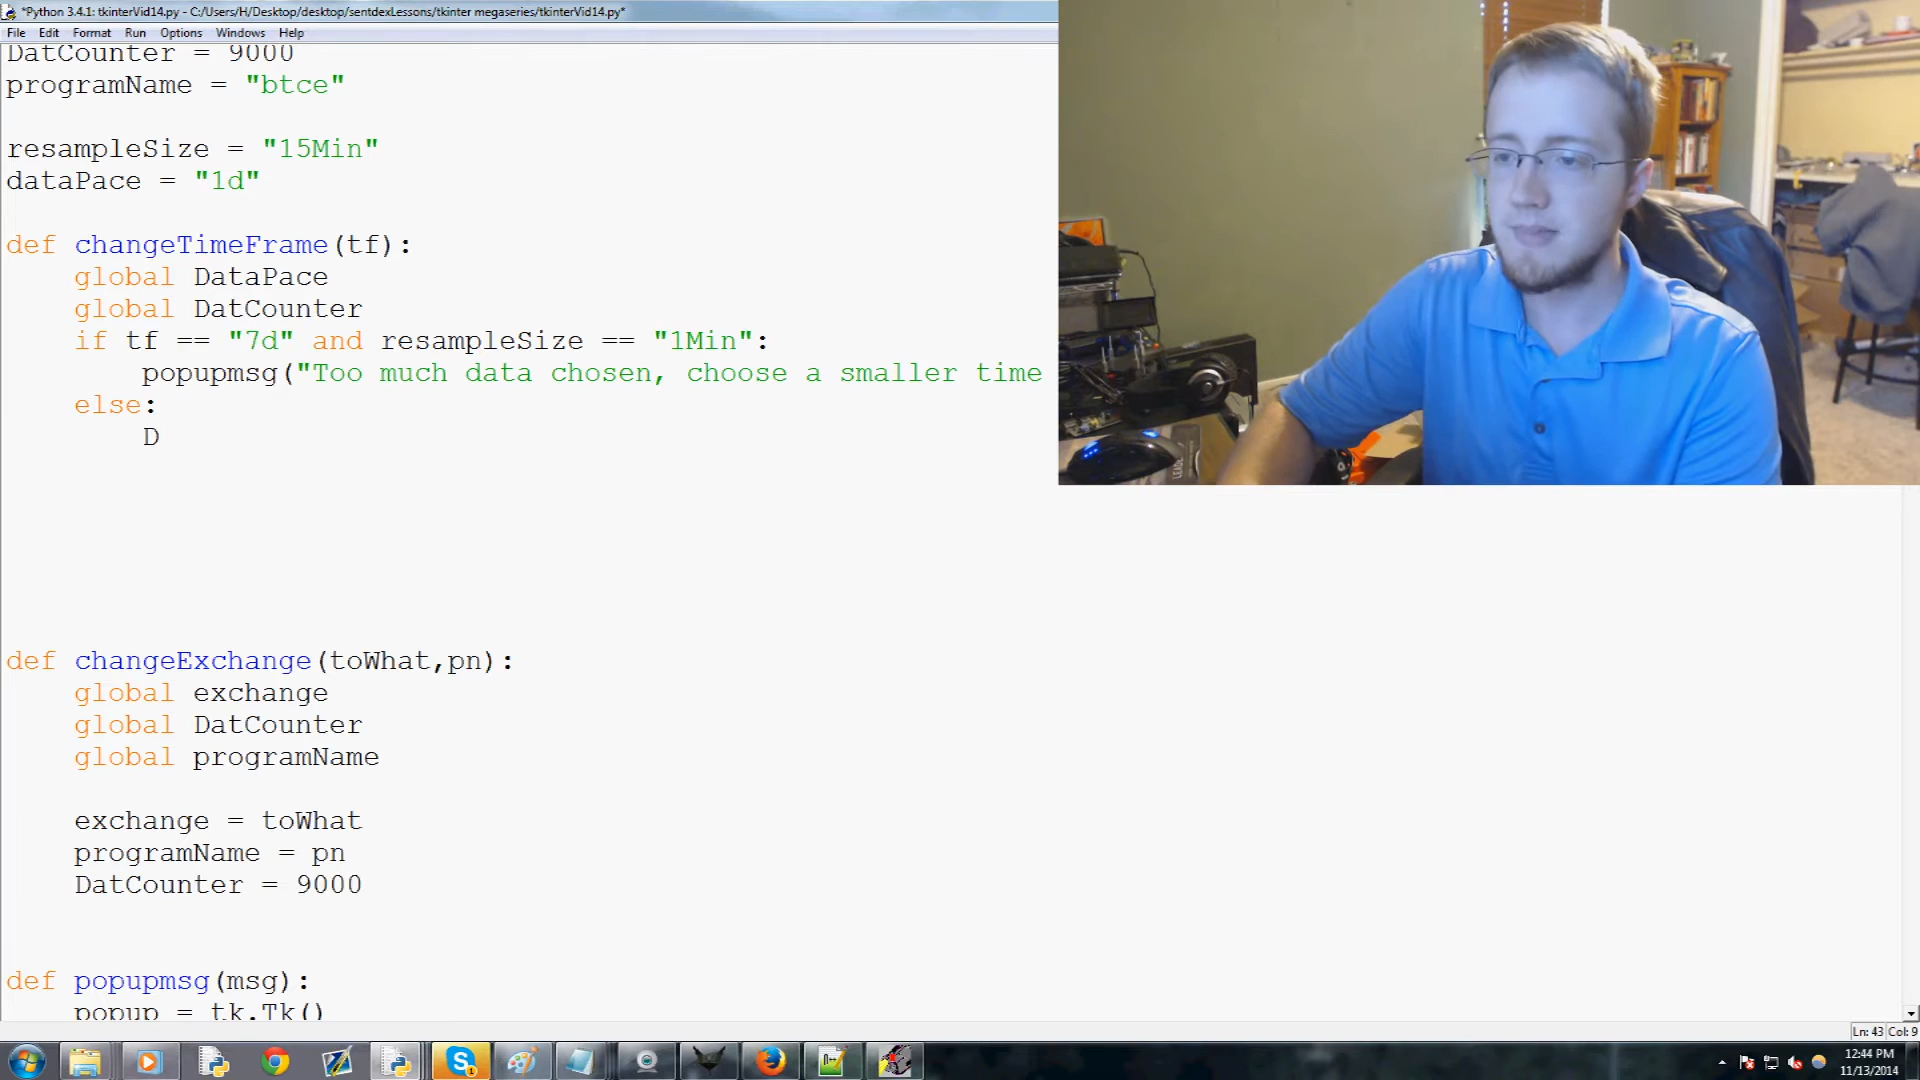 *Python 3.4.1: tkinterVid14.py - C:/Users/H/Desktop/desktop/sentdexLessons/tkinter megaseries/tkinterVid14.py*
File Edit Format Run Options Windows Help
DatCounter = 9000
programName = "btce"
resampleSize = "15Min"
dataPace = "1d"
def changeTimeFrame(tf):
global DataPace
global DatCounter
if tf == "7d" and resampleSize == "1Min":
popupmsg("Too much data chosen, choose a smaller time
else:
D
def changeExchange(toWhat,pn):
global exchange
global DatCounter
global programName
exchange = toWhat
programName = pn
DatCounter = 9000
def popupmsg(msg):
popup = tk.Tk()
Ln: 43 Col: 9
12:44 PM
11/13/2014